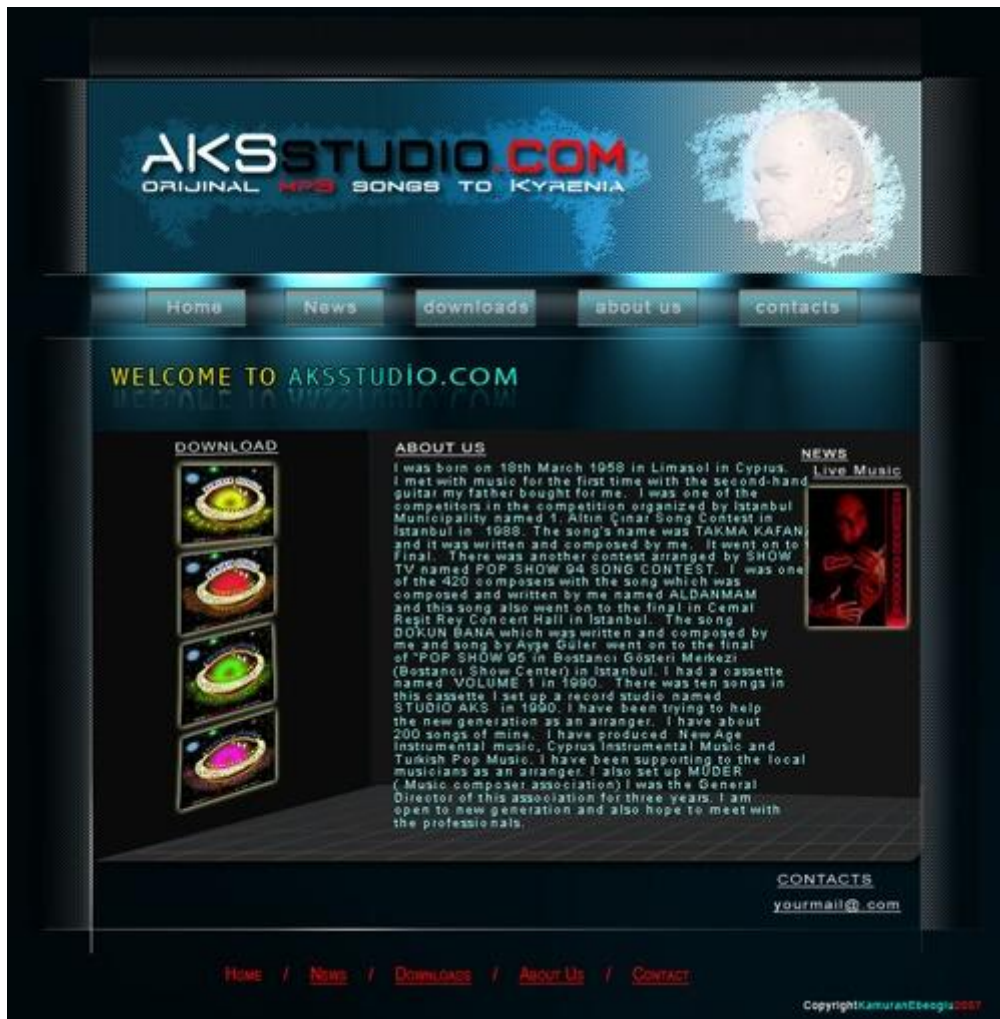 AKSSTUDIO.COM
ORIJINAL MP3 SONGS TO KYRENIA
Home News downloads about us contacts
WELCOME TO AKSSTUDİO.COM
DOWNLOAD
ABOUT US
I was born on 18th March 1958 in Limasol in Cyprus.
I met with music for the first time with the second-hand
guitar my father bought for me. I was one of the
competitors in the competition organized by Istanbul
Municipality named 1. Altın Çınar Song Contest in
Istanbul in 1988. The song's name was TAKMA KAFAN
and it was written and composed by me. It went on to
Final. There was another contest arranged by SHOW
TV named POP SHOW 94 SONG CONTEST. I was one
of the 420 composers with the song which was
composed and written by me named ALDANMAM
and this song also went on to the final in Cemal
Reşit Rey Concert Hall in Istanbul. The song
DOKUN BANA which was written and composed by
me and song by Ayşe Güler went on to the final
of "POP SHOW 95 in Bostancı Gösteri Merkezi
(Bostancı Show Center) in Istanbul. I had a cassette
named VOLUME 1 in 1990. There was ten songs in
this cassette I set up a record studio named
STUDIO AKS in 1990. I have been trying to help
the new generation as an arranger. I have about
200 songs of mine. I have produced New Age
Instrumental music, Cyprus Instrumental Music and
Turkish Pop Music. I have been supporting to the local
musicians as an arranger. I also set up MÜDER
( Music composer association) I was the General
Director of this association for three years. I am
open to new generation and also hope to meet with
the professionals.
NEWS
Live Music
CONTACTS
yourmail@.com
Home / News / Downloads / About Us / Contact
CopyrightKamuranEbeoglu2007